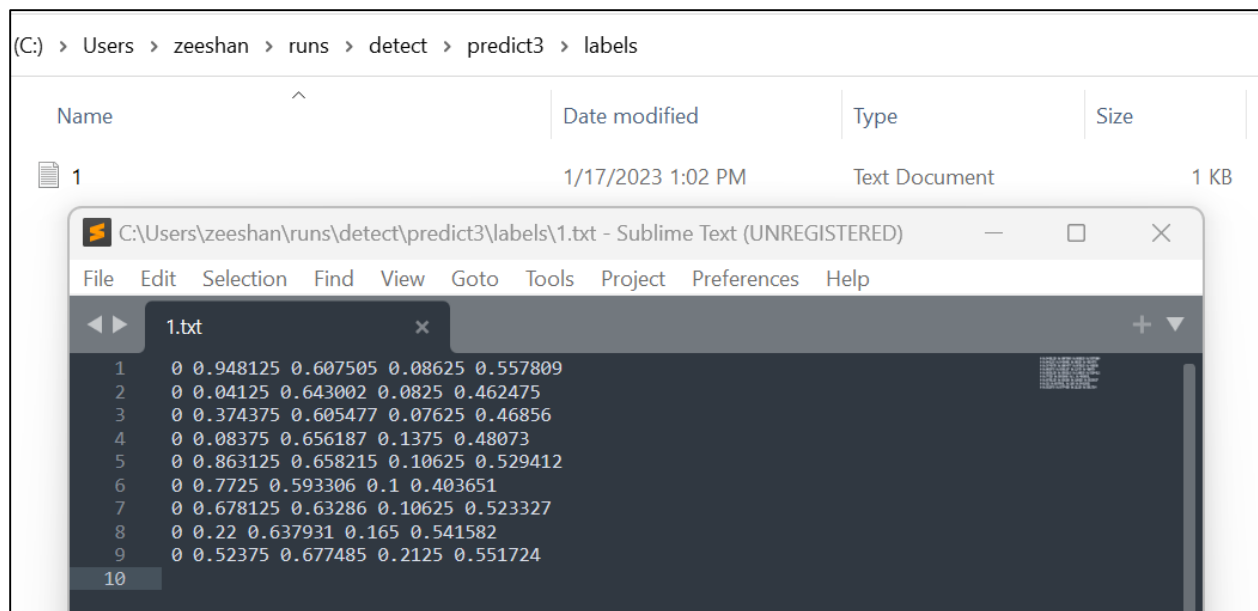 (C:) > Users > zeeshan > runs > detect > predict3 > labels
Name Date modified Type Size
1 1/17/2023 1:02 PM Text Document 1 KB
C:\Users\zeeshan\runs\detect\predict3\labels\1.txt - Sublime Text (UNREGISTERED)
File Edit Selection Find View Goto Tools Project Preferences Help
1.txt
1 0 0.948125 0.607505 0.08625 0.557809
2 0 0.04125 0.643002 0.0825 0.462475
3 0 0.374375 0.605477 0.07625 0.46856
4 0 0.08375 0.656187 0.1375 0.48073
5 0 0.863125 0.658215 0.10625 0.529412
6 0 0.7725 0.593306 0.1 0.403651
7 0 0.678125 0.63286 0.10625 0.523327
8 0 0.22 0.637931 0.165 0.541582
9 0 0.52375 0.677485 0.2125 0.551724
10